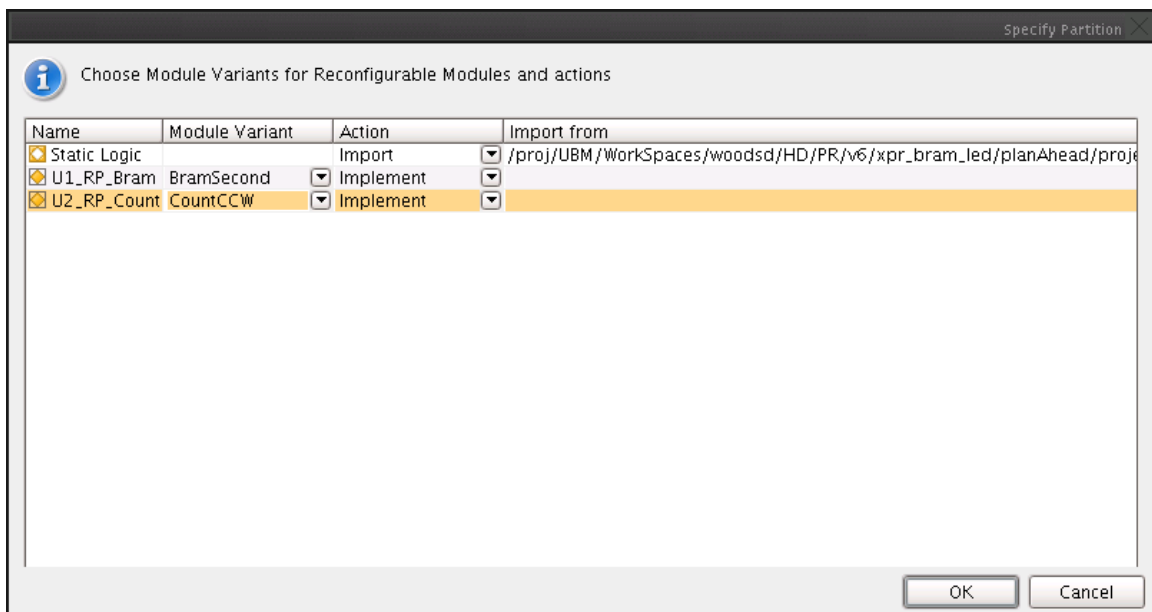 Specify Partition
Choose Module Variants for Reconfigurable Modules and actions
Name Module Variant Action Import from
Static Logic Import /proj/UBM/WorkSpaces/woodsd/HD/PR/v6/xpr_bram_led/planAhead/proje
U1_RP_Bram BramSecond Implement
U2_RP_Count CountCCW Implement
OK Cancel